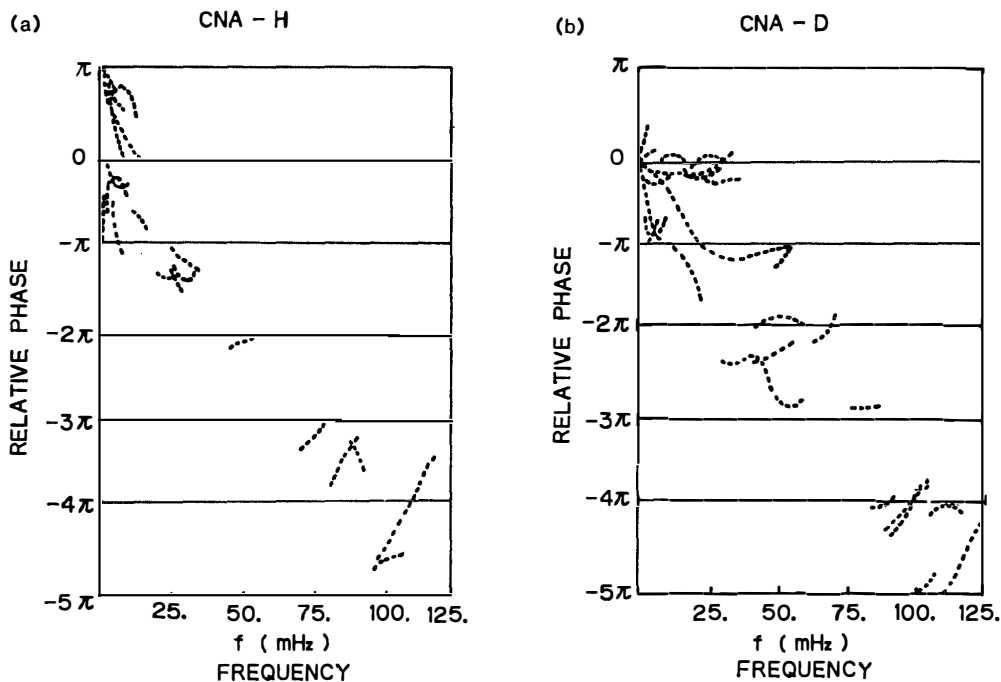 (a)
CNA - H
π
0
-π
-2π
-3π
-4π
-5π
RELATIVE PHASE
25.
50.
75.
100.
125.
f ( mHz )
FREQUENCY
(b)
CNA - D
π
0
-π
-2π
-3π
-4π
-5π
RELATIVE PHASE
25.
50.
75.
100.
125.
f ( mHz )
FREQUENCY